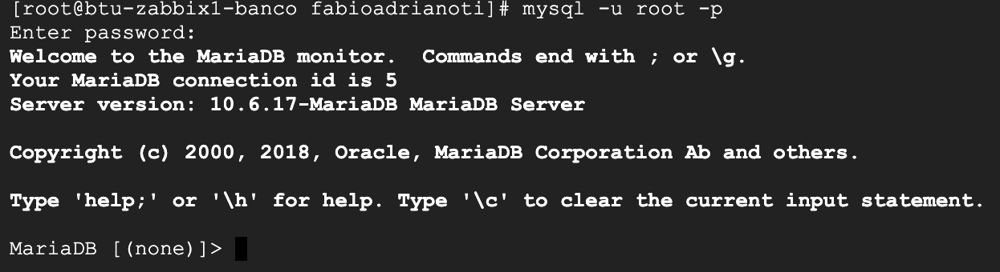 [root@btu-zabbix1-banco fabioadrianoti]# mysql -u root -p
Enter password:
Welcome to the MariaDB monitor.  Commands end with ; or \g.
Your MariaDB connection id is 5
Server version: 10.6.17-MariaDB MariaDB Server
Copyright (c) 2000, 2018, Oracle, MariaDB Corporation Ab and others.
Type 'help;' or '\h' for help. Type '\c' to clear the current input statement.
MariaDB [(none)]>